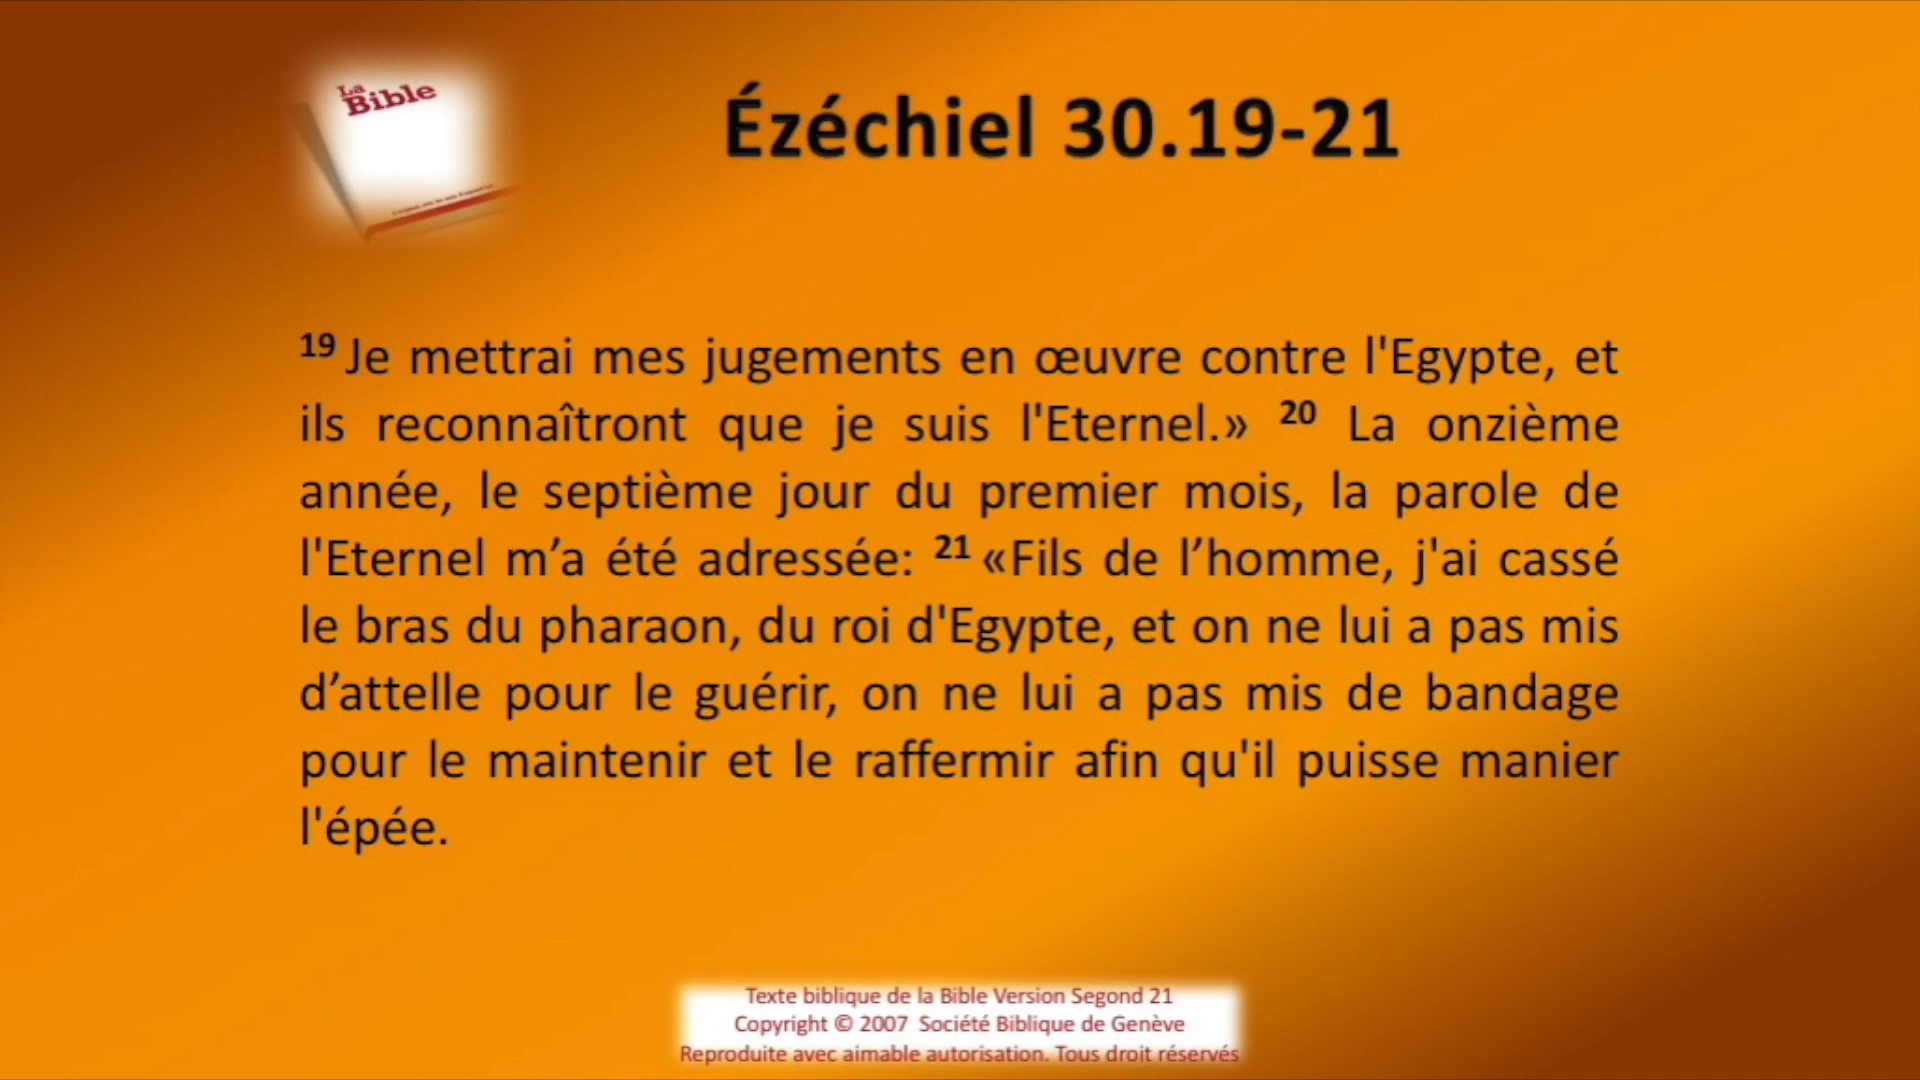 La
Bible
Ézéchiel 30.19-21
19 Je mettrai mes jugements en œuvre contre l'Egypte, et
ils reconnaîtront que je suis l'Eternel.» 20 La onzième
année, le septième jour du premier mois, la parole de
l'Eternel m’a été adressée: 21 «Fils de l’homme, j'ai cassé
le bras du pharaon, du roi d'Egypte, et on ne lui a pas mis
d’attelle pour le guérir, on ne lui a pas mis de bandage
pour le maintenir et le raffermir afin qu'il puisse manier
l'épée.
Texte biblique de la Bible Version Segond 21
Copyright © 2007 Société Biblique de Genève
Reproduite avec aimable autorisation. Tous droit réservés